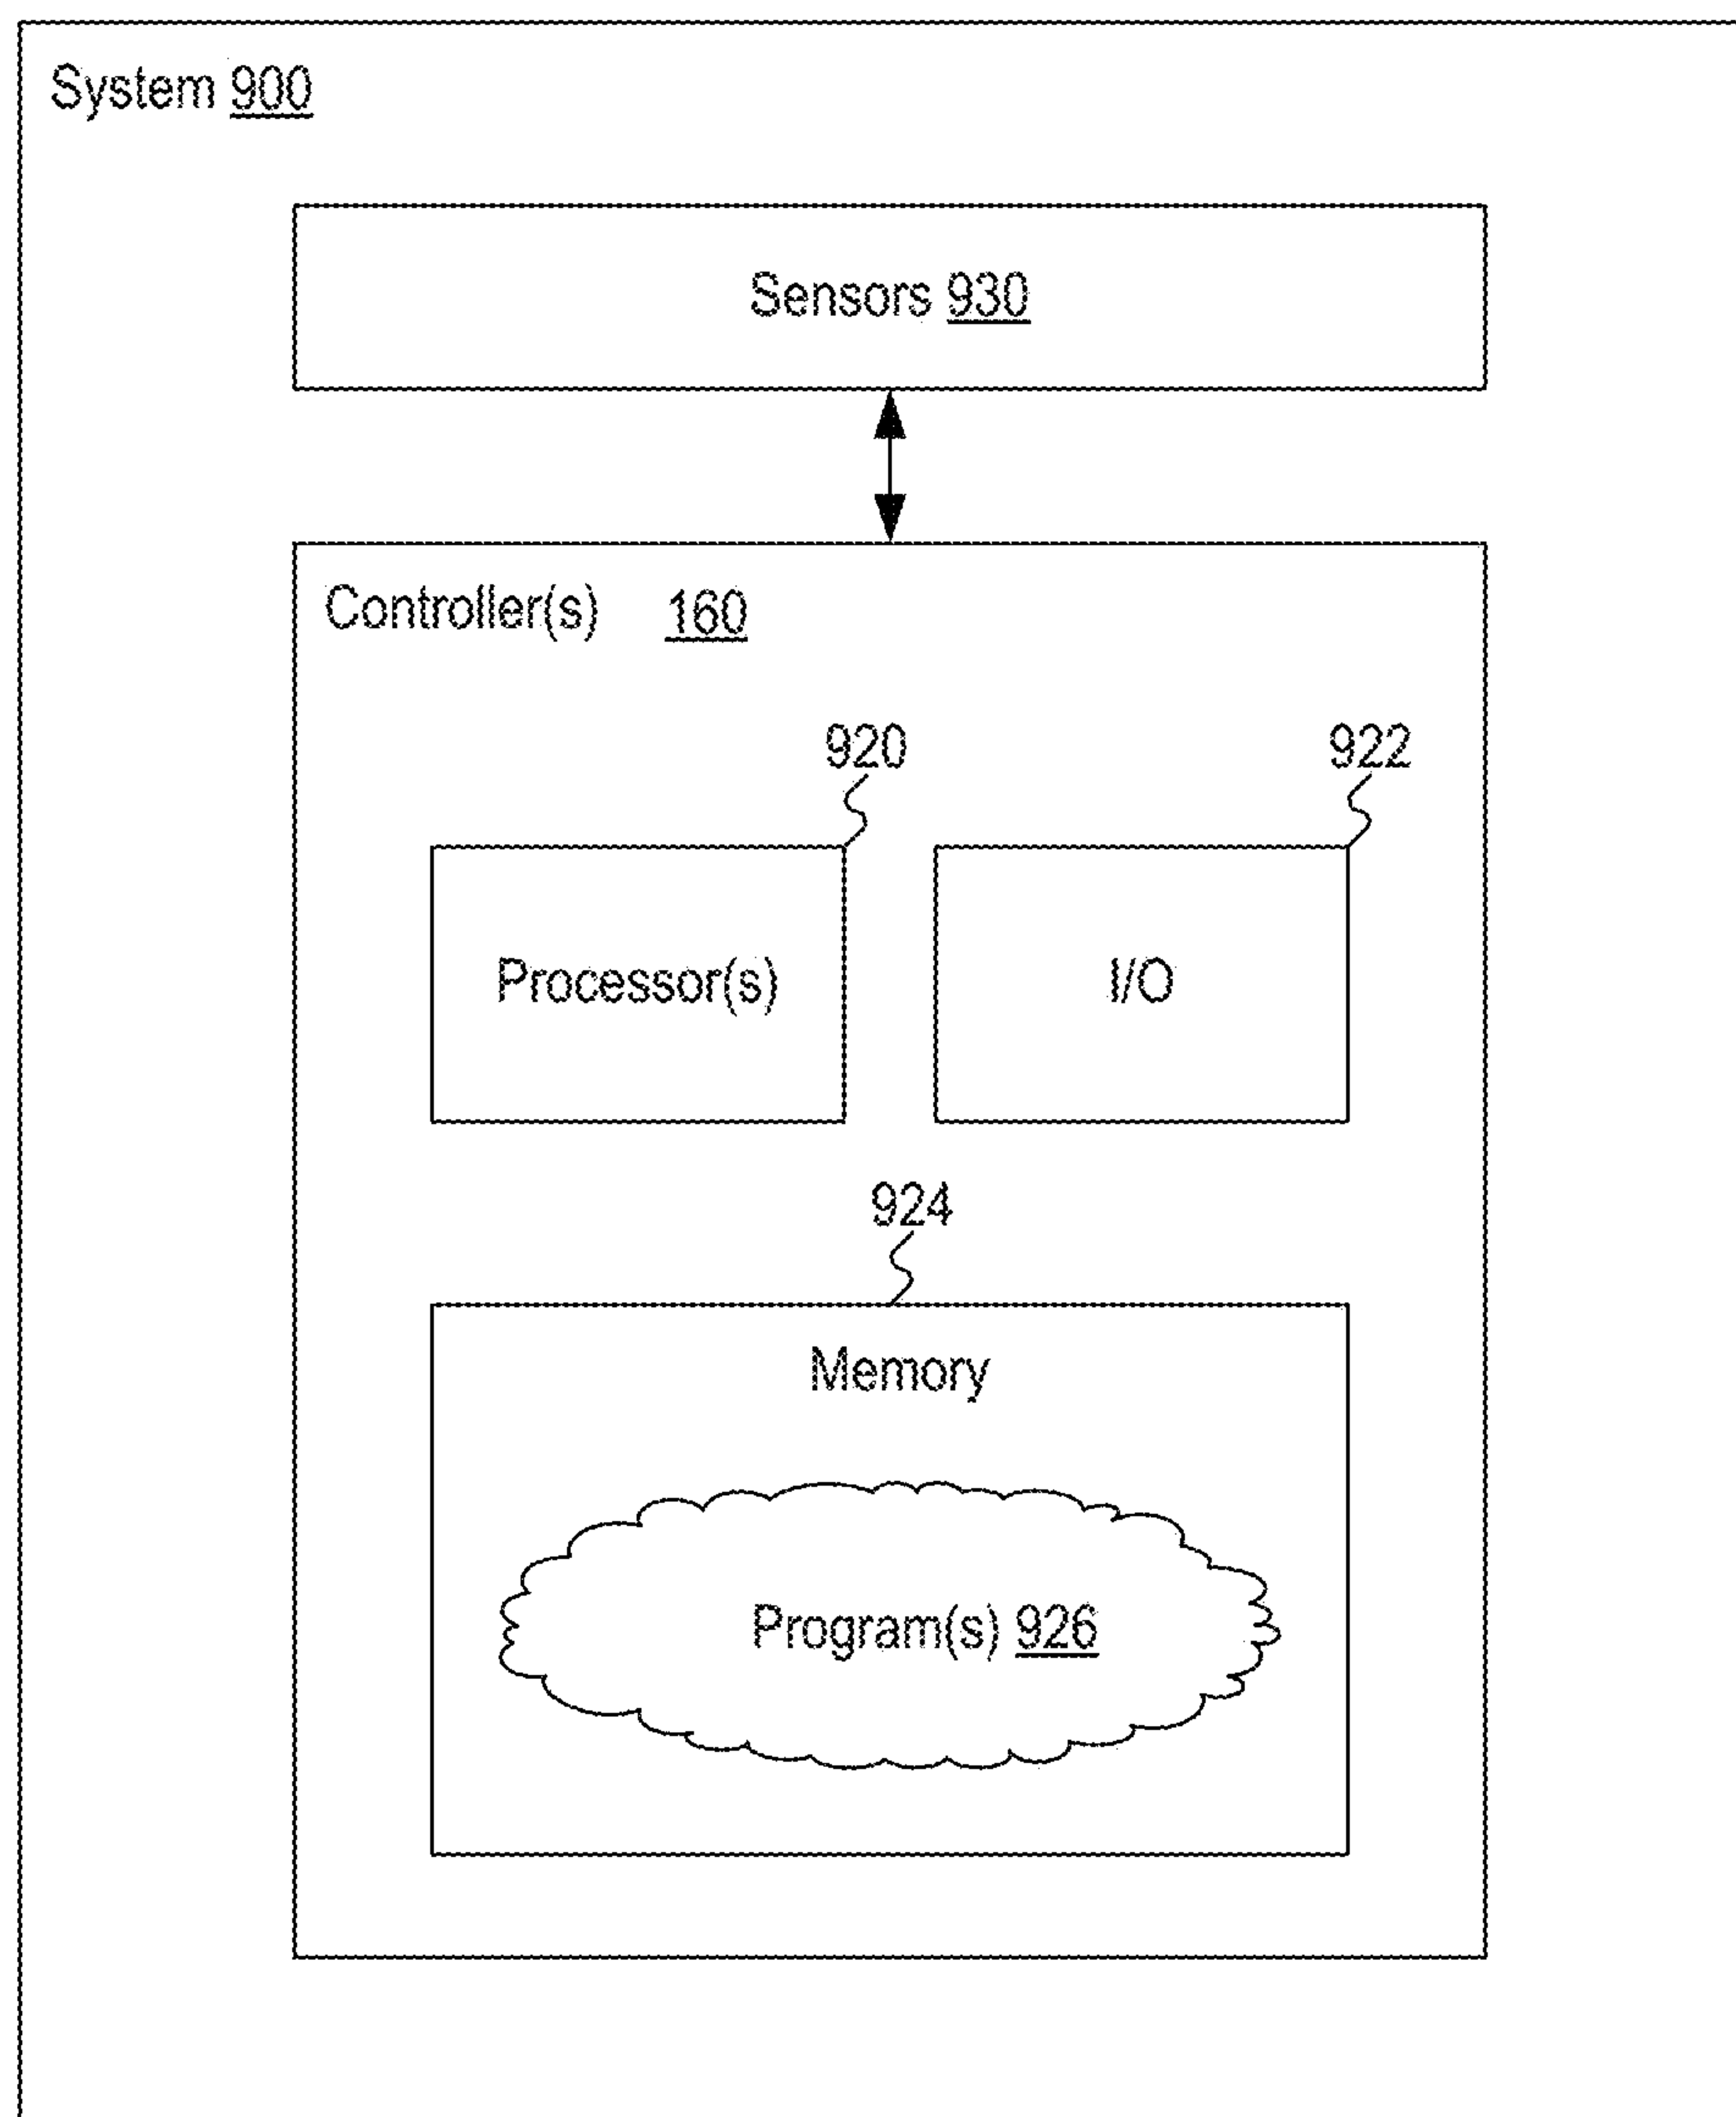 System 900
Sensors 930
Controller(s) 160
920
922
Processor(s)
I/O
924
Memory
Program(s) 926